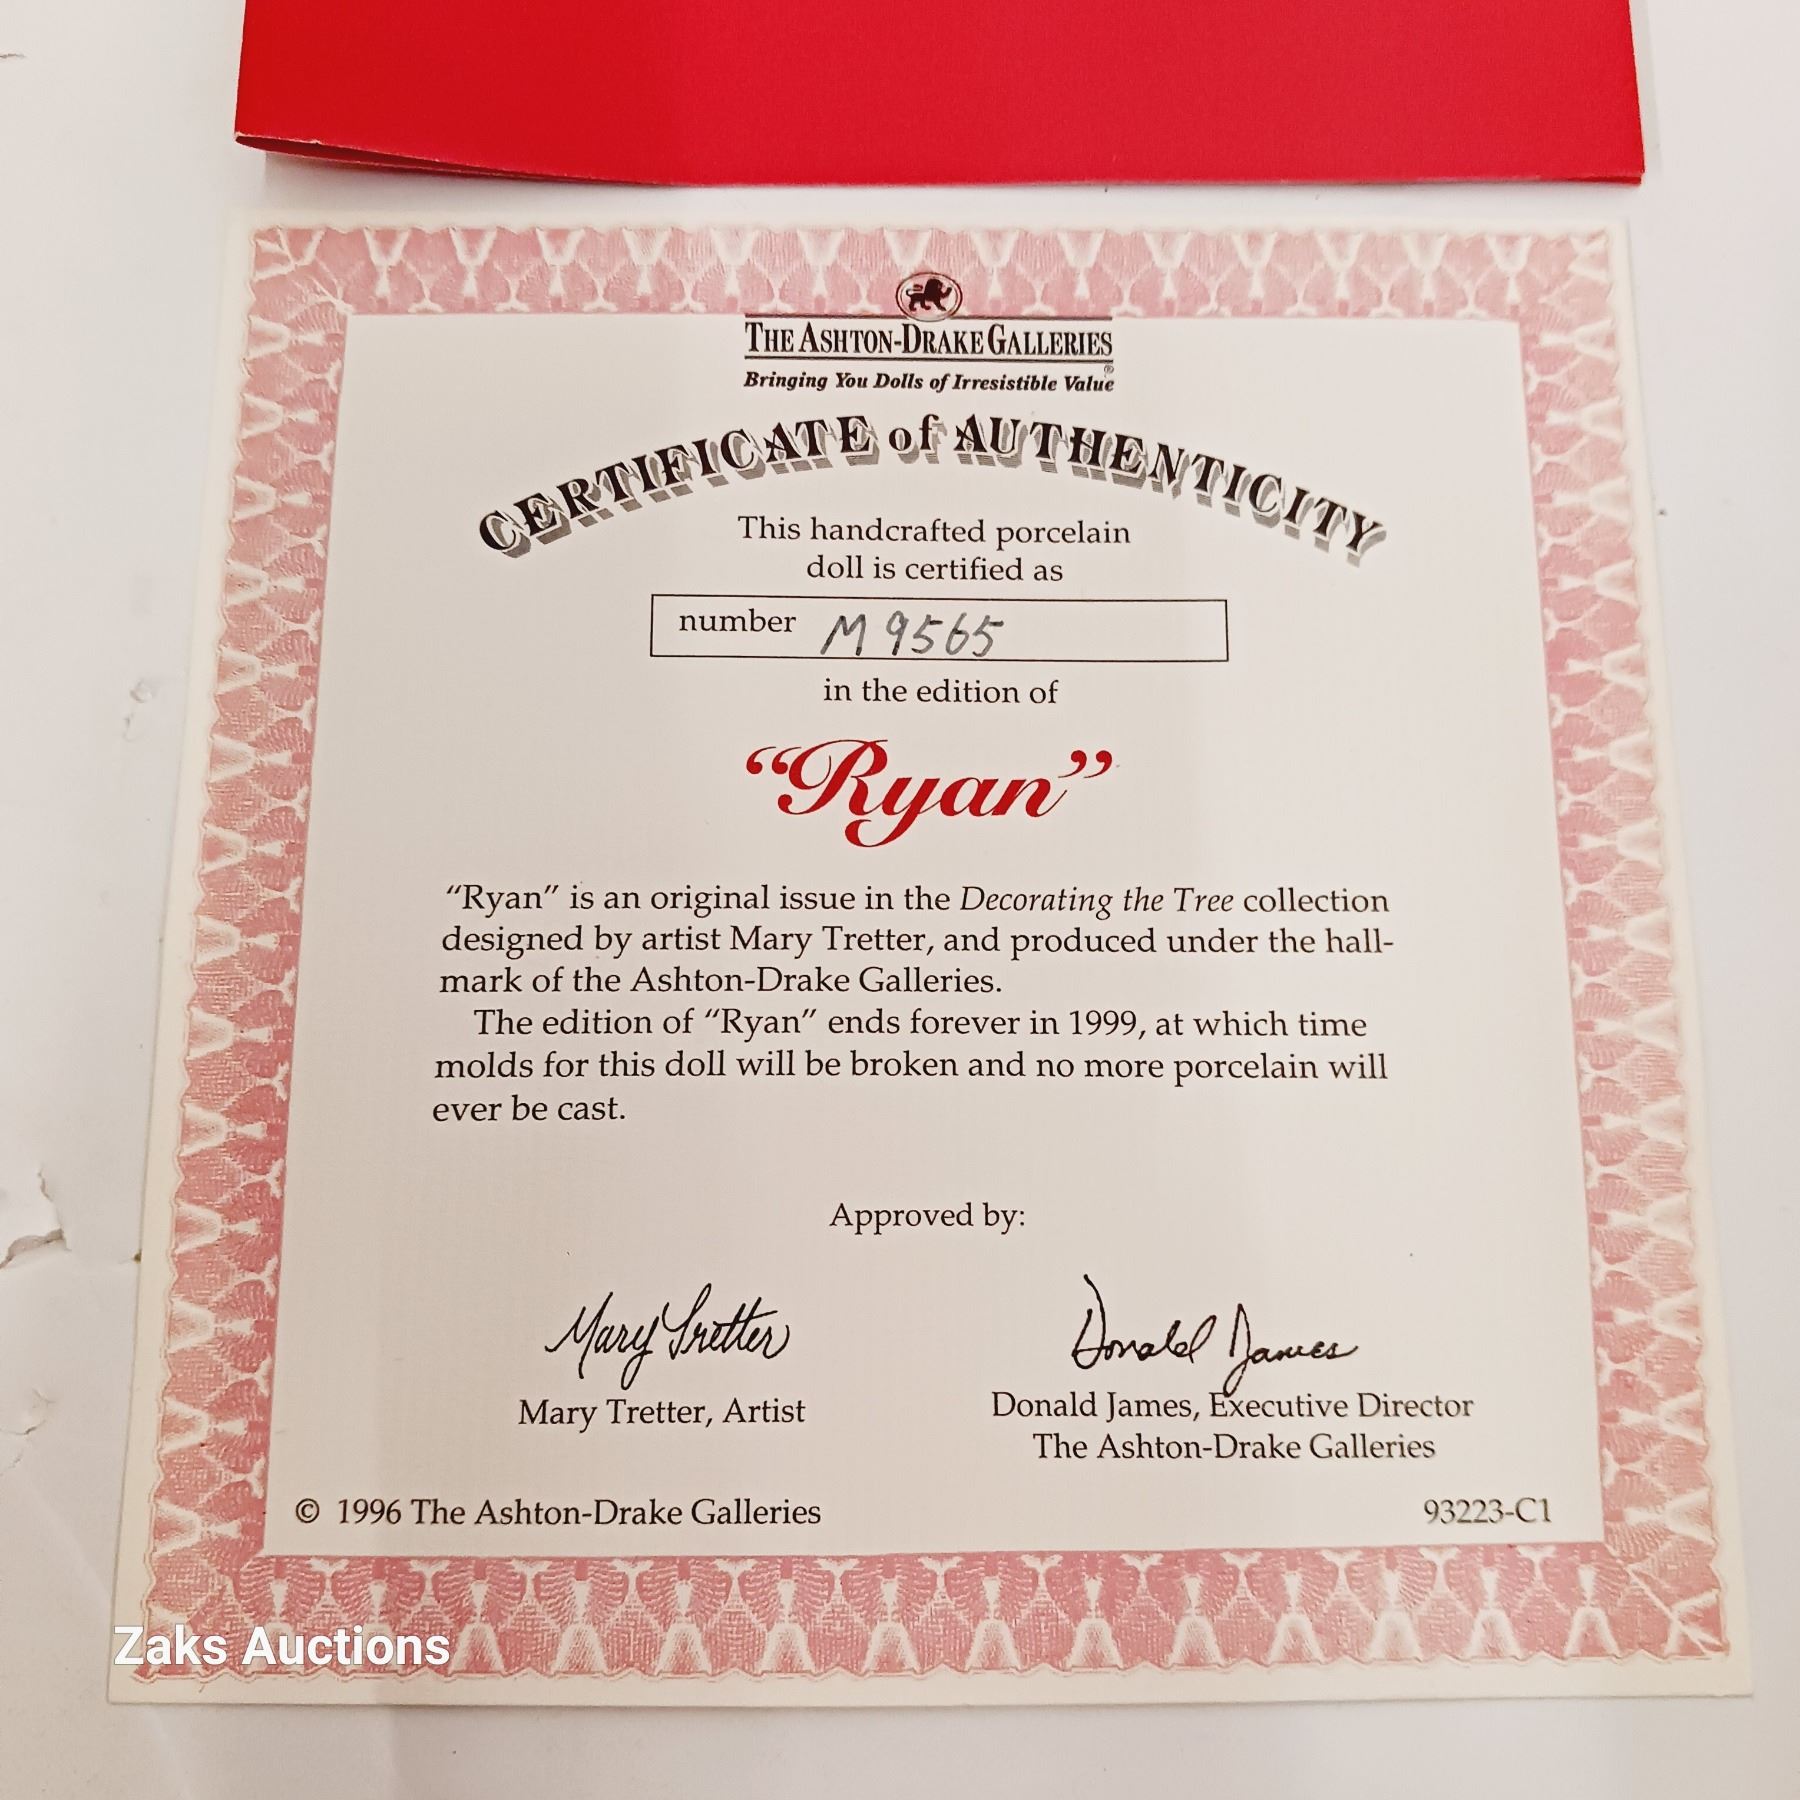 THE ASHTON-DRAKE GALLERIES
Bringing You Dolls of Irresistible Value®
CERTIFICATE of AUTHENTICITY
This handcrafted porcelain
doll is certified as
number M 9565
in the edition of
“Ryan”
“Ryan” is an original issue in the Decorating the Tree collection
designed by artist Mary Tretter, and produced under the hall-
mark of the Ashton-Drake Galleries.
The edition of “Ryan” ends forever in 1999, at which time
molds for this doll will be broken and no more porcelain will
ever be cast.
Approved by:
Mary Tretter Donald James
Mary Tretter, Artist
Donald James, Executive Director
The Ashton-Drake Galleries
© 1996 The Ashton-Drake Galleries 93223-C1
Zaks Auctions